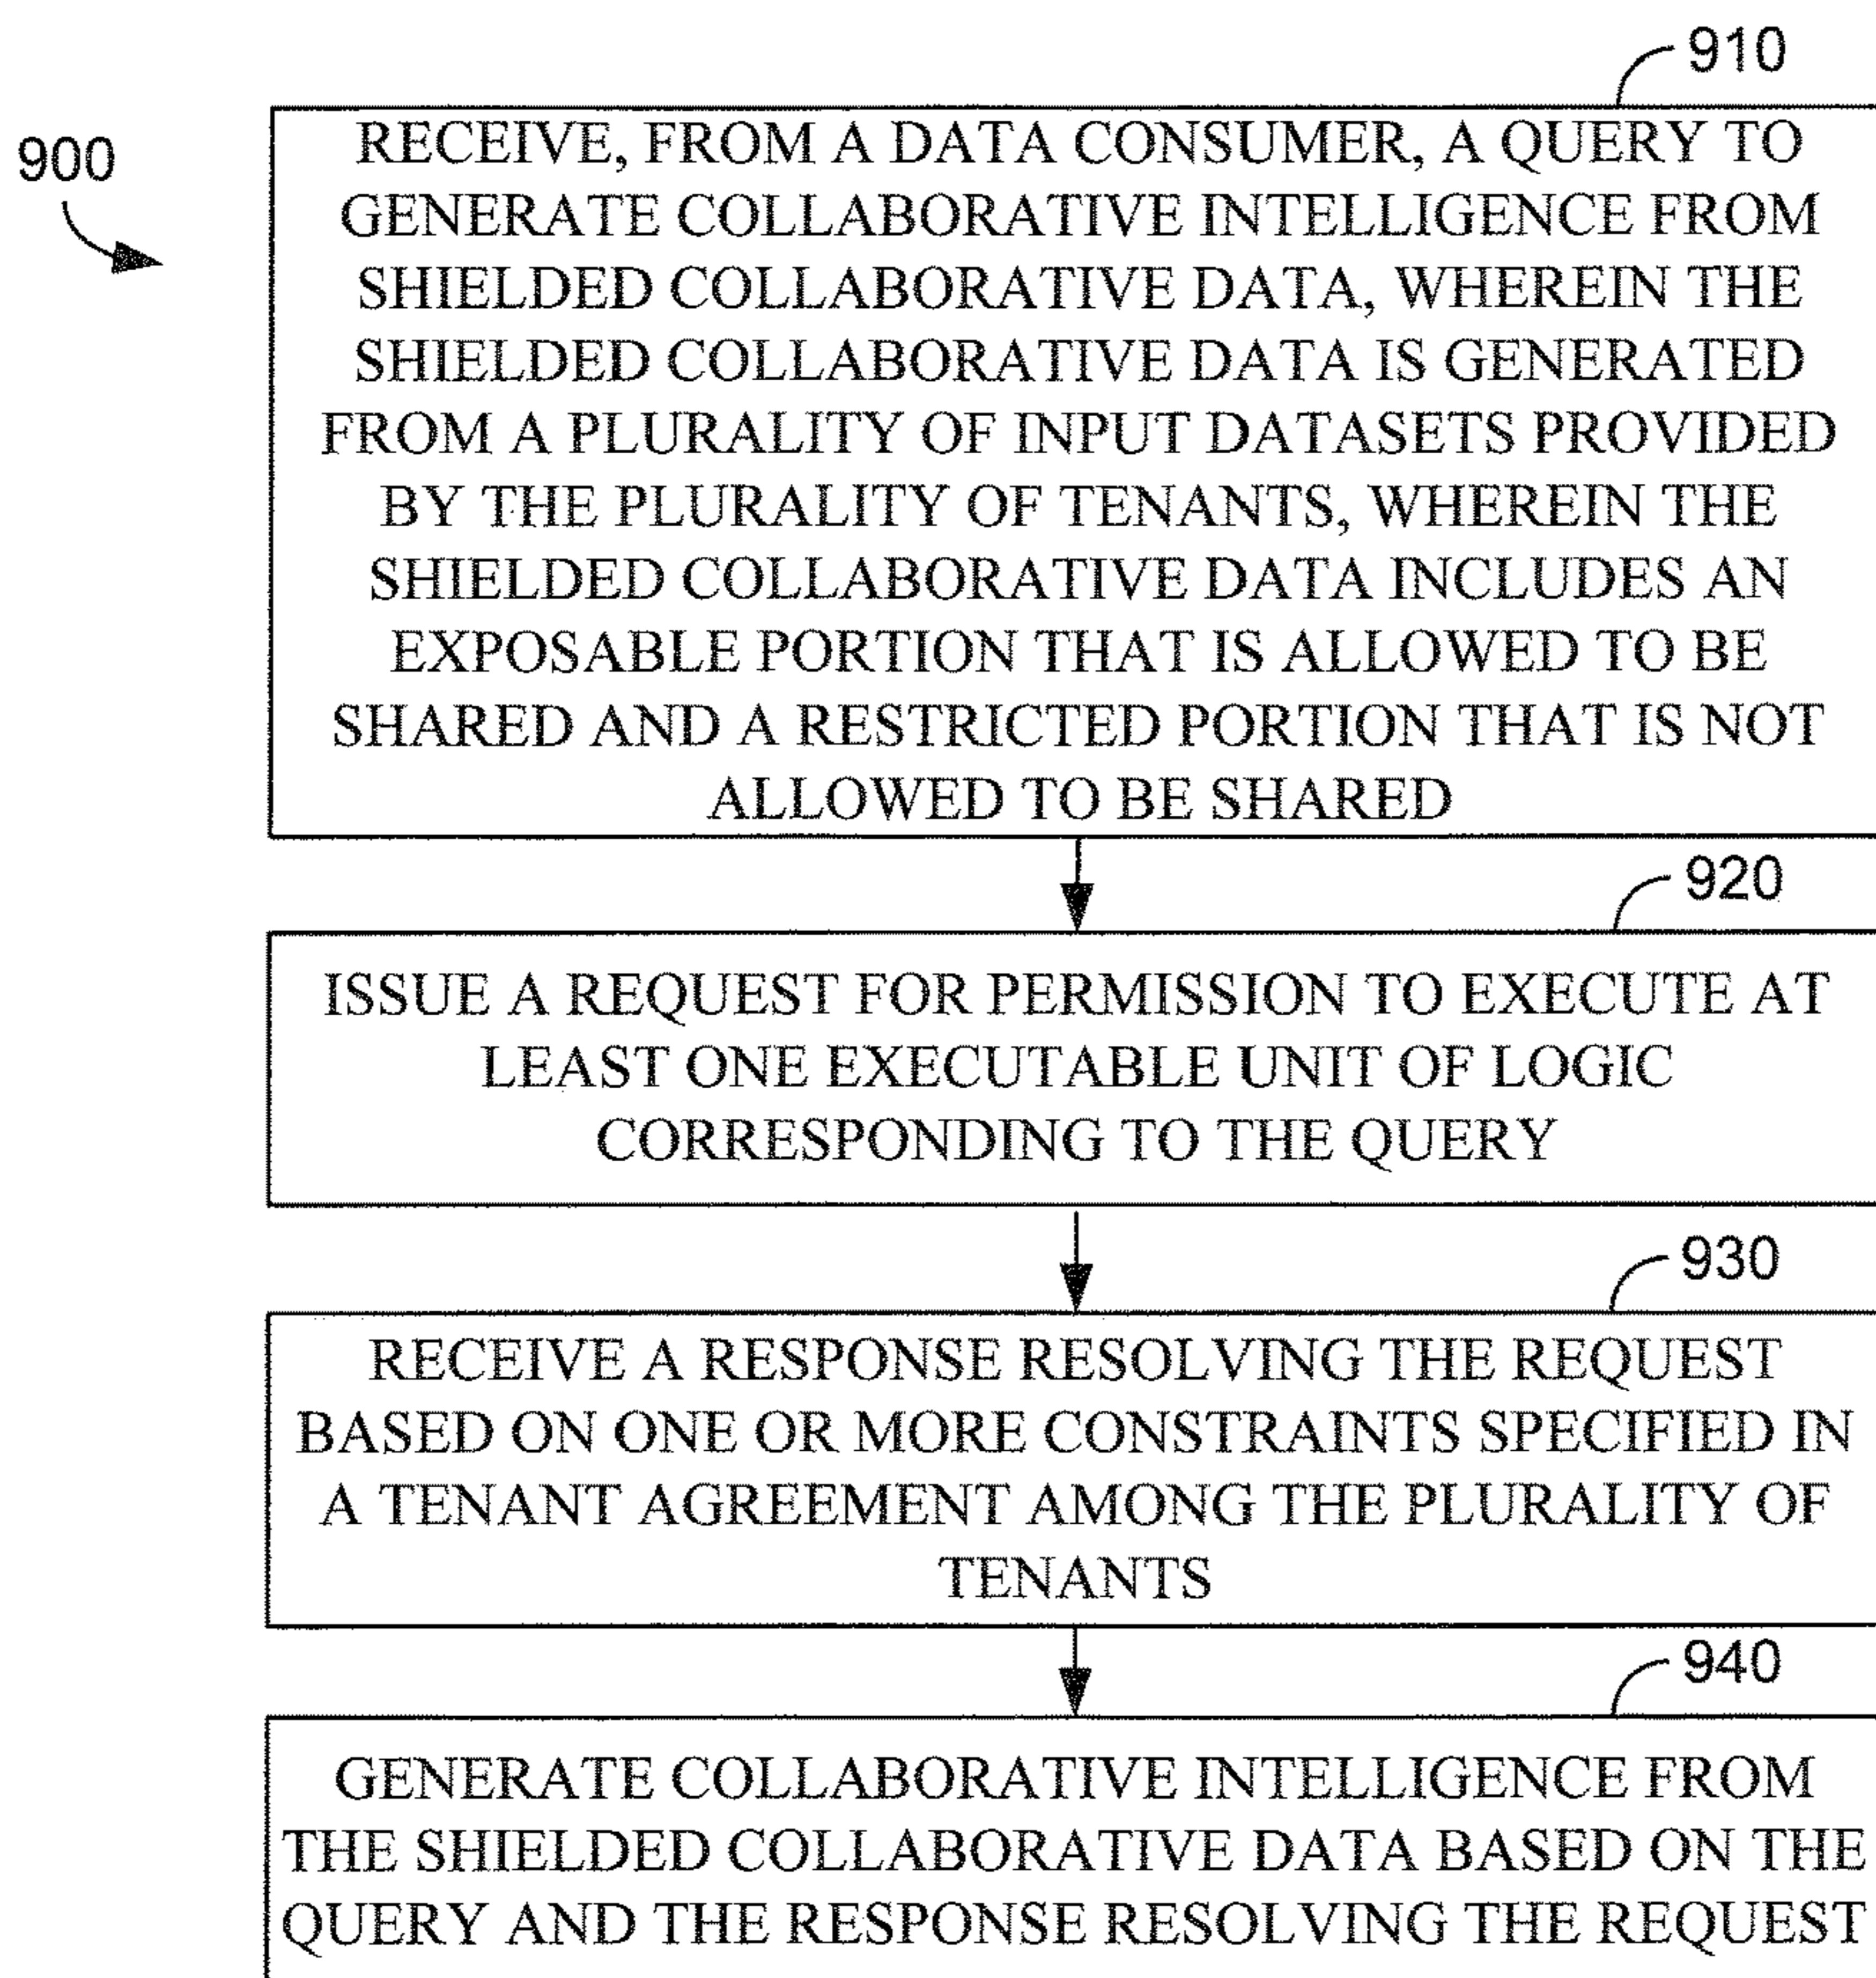 910
900
RECEIVE, FROM A DATA CONSUMER, A QUERY TO
GENERATE COLLABORATIVE INTELLIGENCE FROM
SHIELDED COLLABORATIVE DATA, WHEREIN THE
SHIELDED COLLABORATIVE DATA IS GENERATED
FROM A PLURALITY OF INPUT DATASETS PROVIDED
BY THE PLURALITY OF TENANTS, WHEREIN THE
SHIELDED COLLABORATIVE DATA INCLUDES AN
EXPOSABLE PORTION THAT IS ALLOWED TO BE
SHARED AND A RESTRICTED PORTION THAT IS NOT
ALLOWED TO BE SHARED
920
ISSUE A REQUEST FOR PERMISSION TO EXECUTE AT
LEAST ONE EXECUTABLE UNIT OF LOGIC
CORRESPONDING TO THE QUERY
930
RECEIVE A RESPONSE RESOLVING THE REQUEST
BASED ON ONE OR MORE CONSTRAINTS SPECIFIED IN
A TENANT AGREEMENT AMONG THE PLURALITY OF
TENANTS
940
GENERATE COLLABORATIVE INTELLIGENCE FROM
THE SHIELDED COLLABORATIVE DATA BASED ON THE
QUERY AND THE RESPONSE RESOLVING THE REQUEST